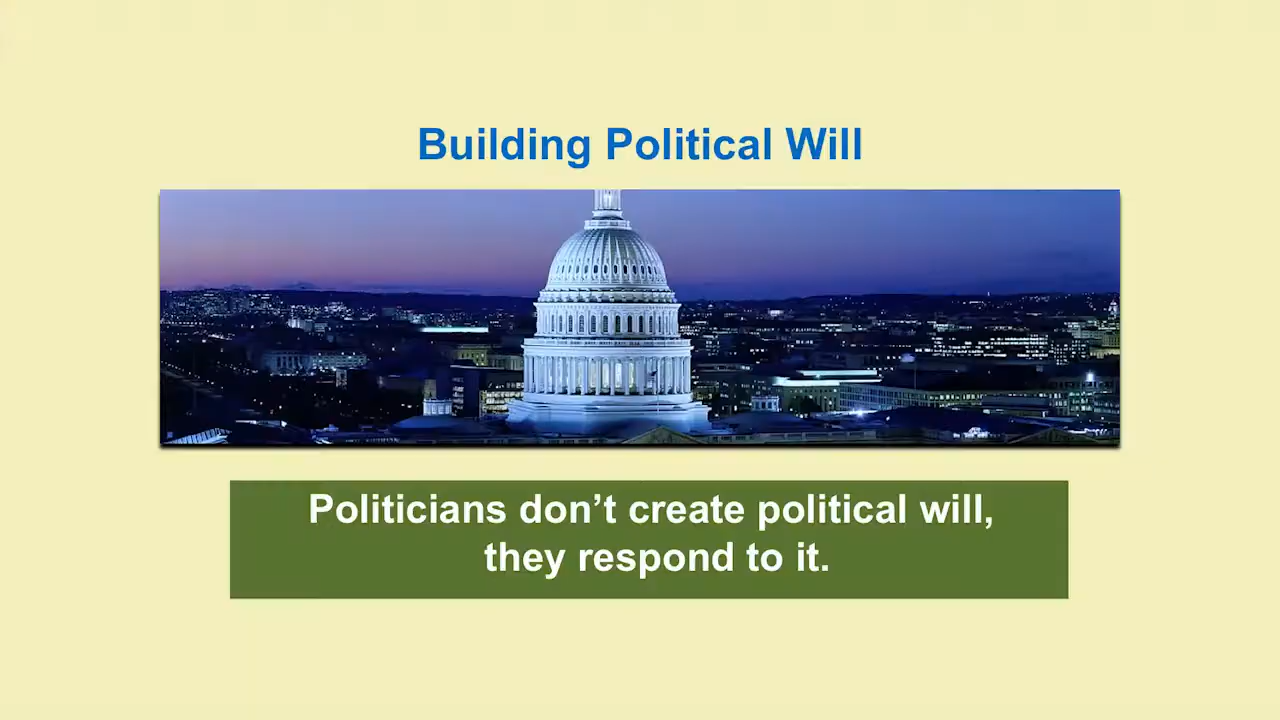 Building Political Will
Politicians don’t create political will,
they respond to it.